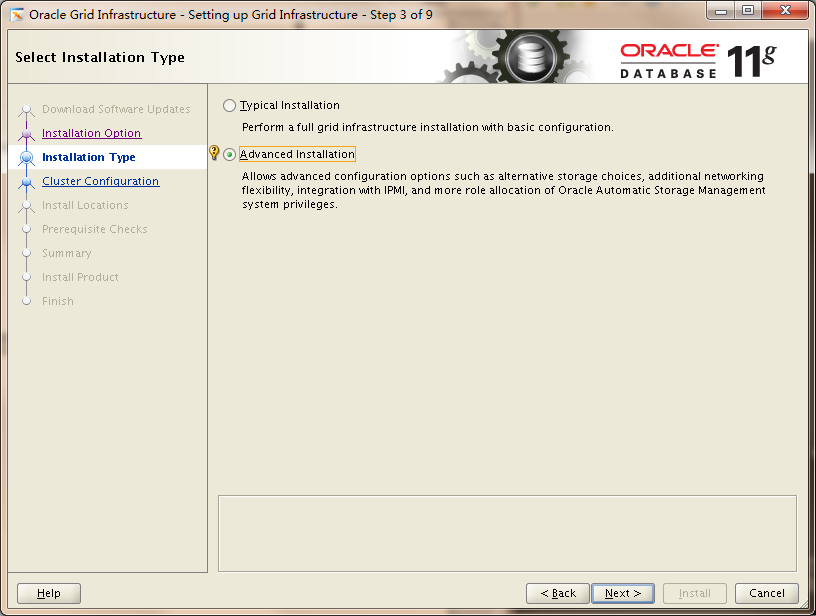 Oracle Grid Infrastructure - Setting up Grid Infrastructure - Step 3 of 9
Select Installation Type
ORACLE
DATABASE 11g
Download Software Updates
Installation Option
Installation Type
Cluster Configuration
Install Locations
Prerequisite Checks
Summary
Install Product
Finish
Typical Installation
Perform a full grid infrastructure installation with basic configuration.
Advanced Installation
Allows advanced configuration options such as alternative storage choices, additional networking
flexibility, integration with IPMI, and more role allocation of Oracle Automatic Storage Management
system privileges.
Help
< Back
Next >
Install
Cancel